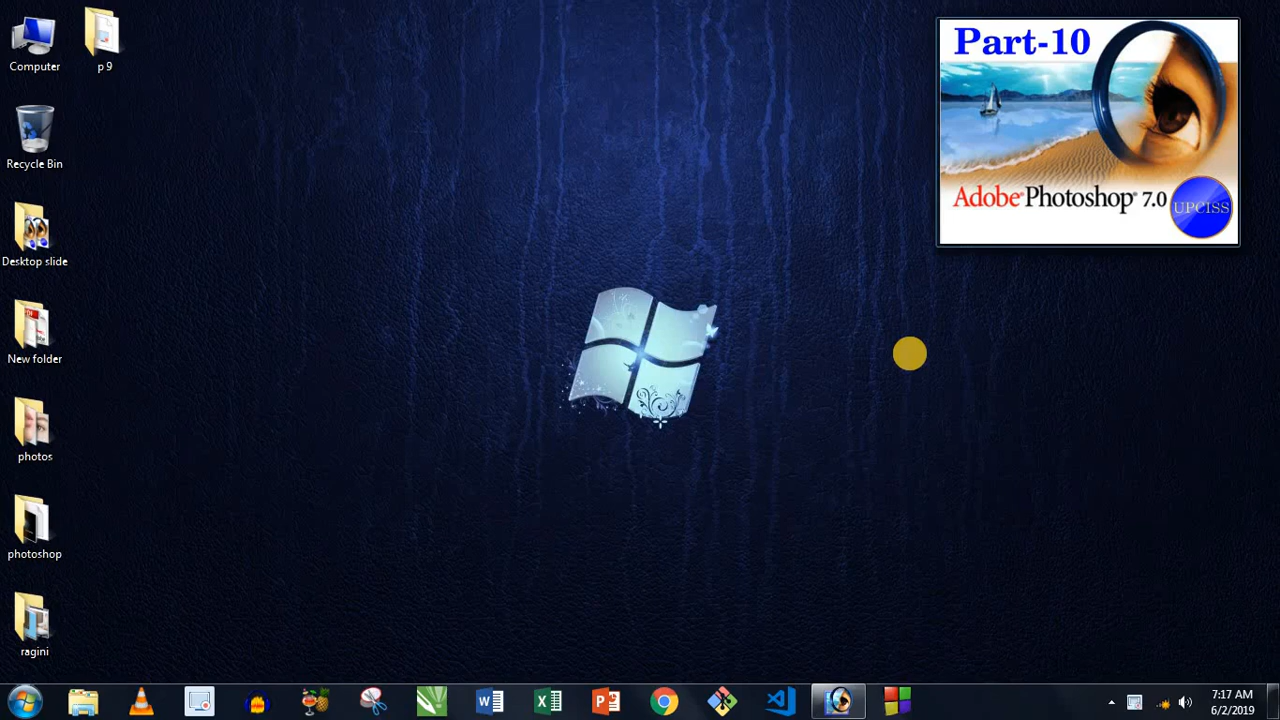 Computer
p 9
Recycle Bin
Desktop slide
New folder
photos
photoshop
ragini
Part-10
Adobe® Photoshop® 7.0
UPCISS
7:17 AM
6/2/2019